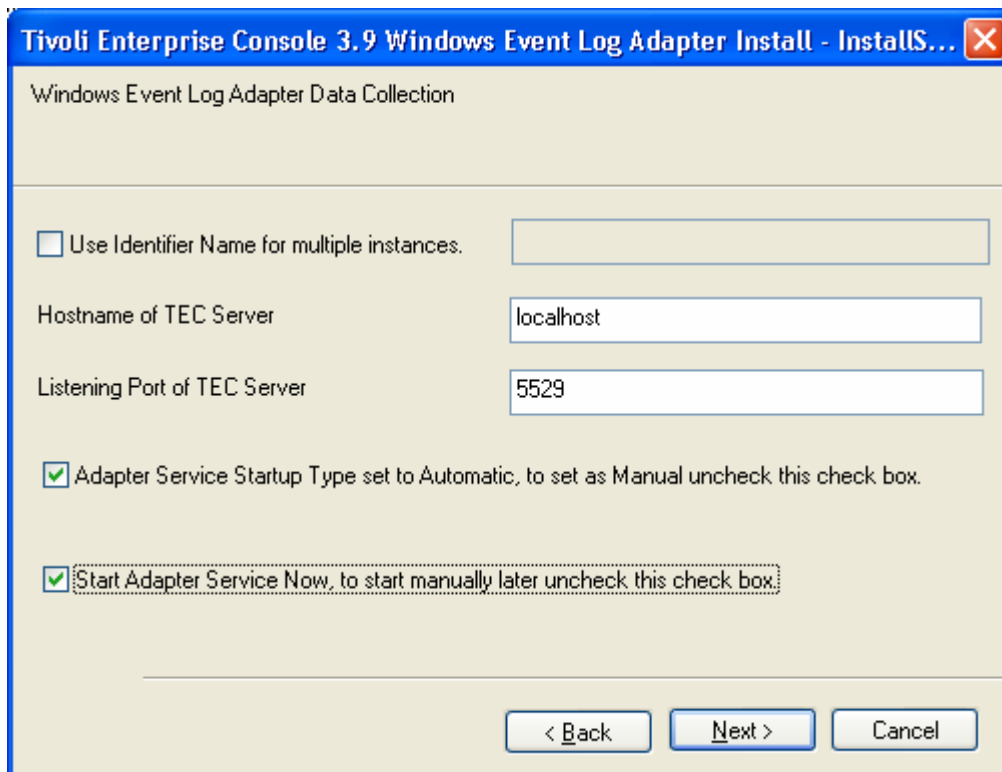 Tivoli Enterprise Console 3.9 Windows Event Log Adapter Install - InstallS...
Windows Event Log Adapter Data Collection
Use Identifier Name for multiple instances.
Hostname of TEC Server
localhost
Listening Port of TEC Server
5529
Adapter Service Startup Type set to Automatic, to set as Manual uncheck this check box.
Start Adapter Service Now, to start manually later uncheck this check box.
< Back
Next >
Cancel